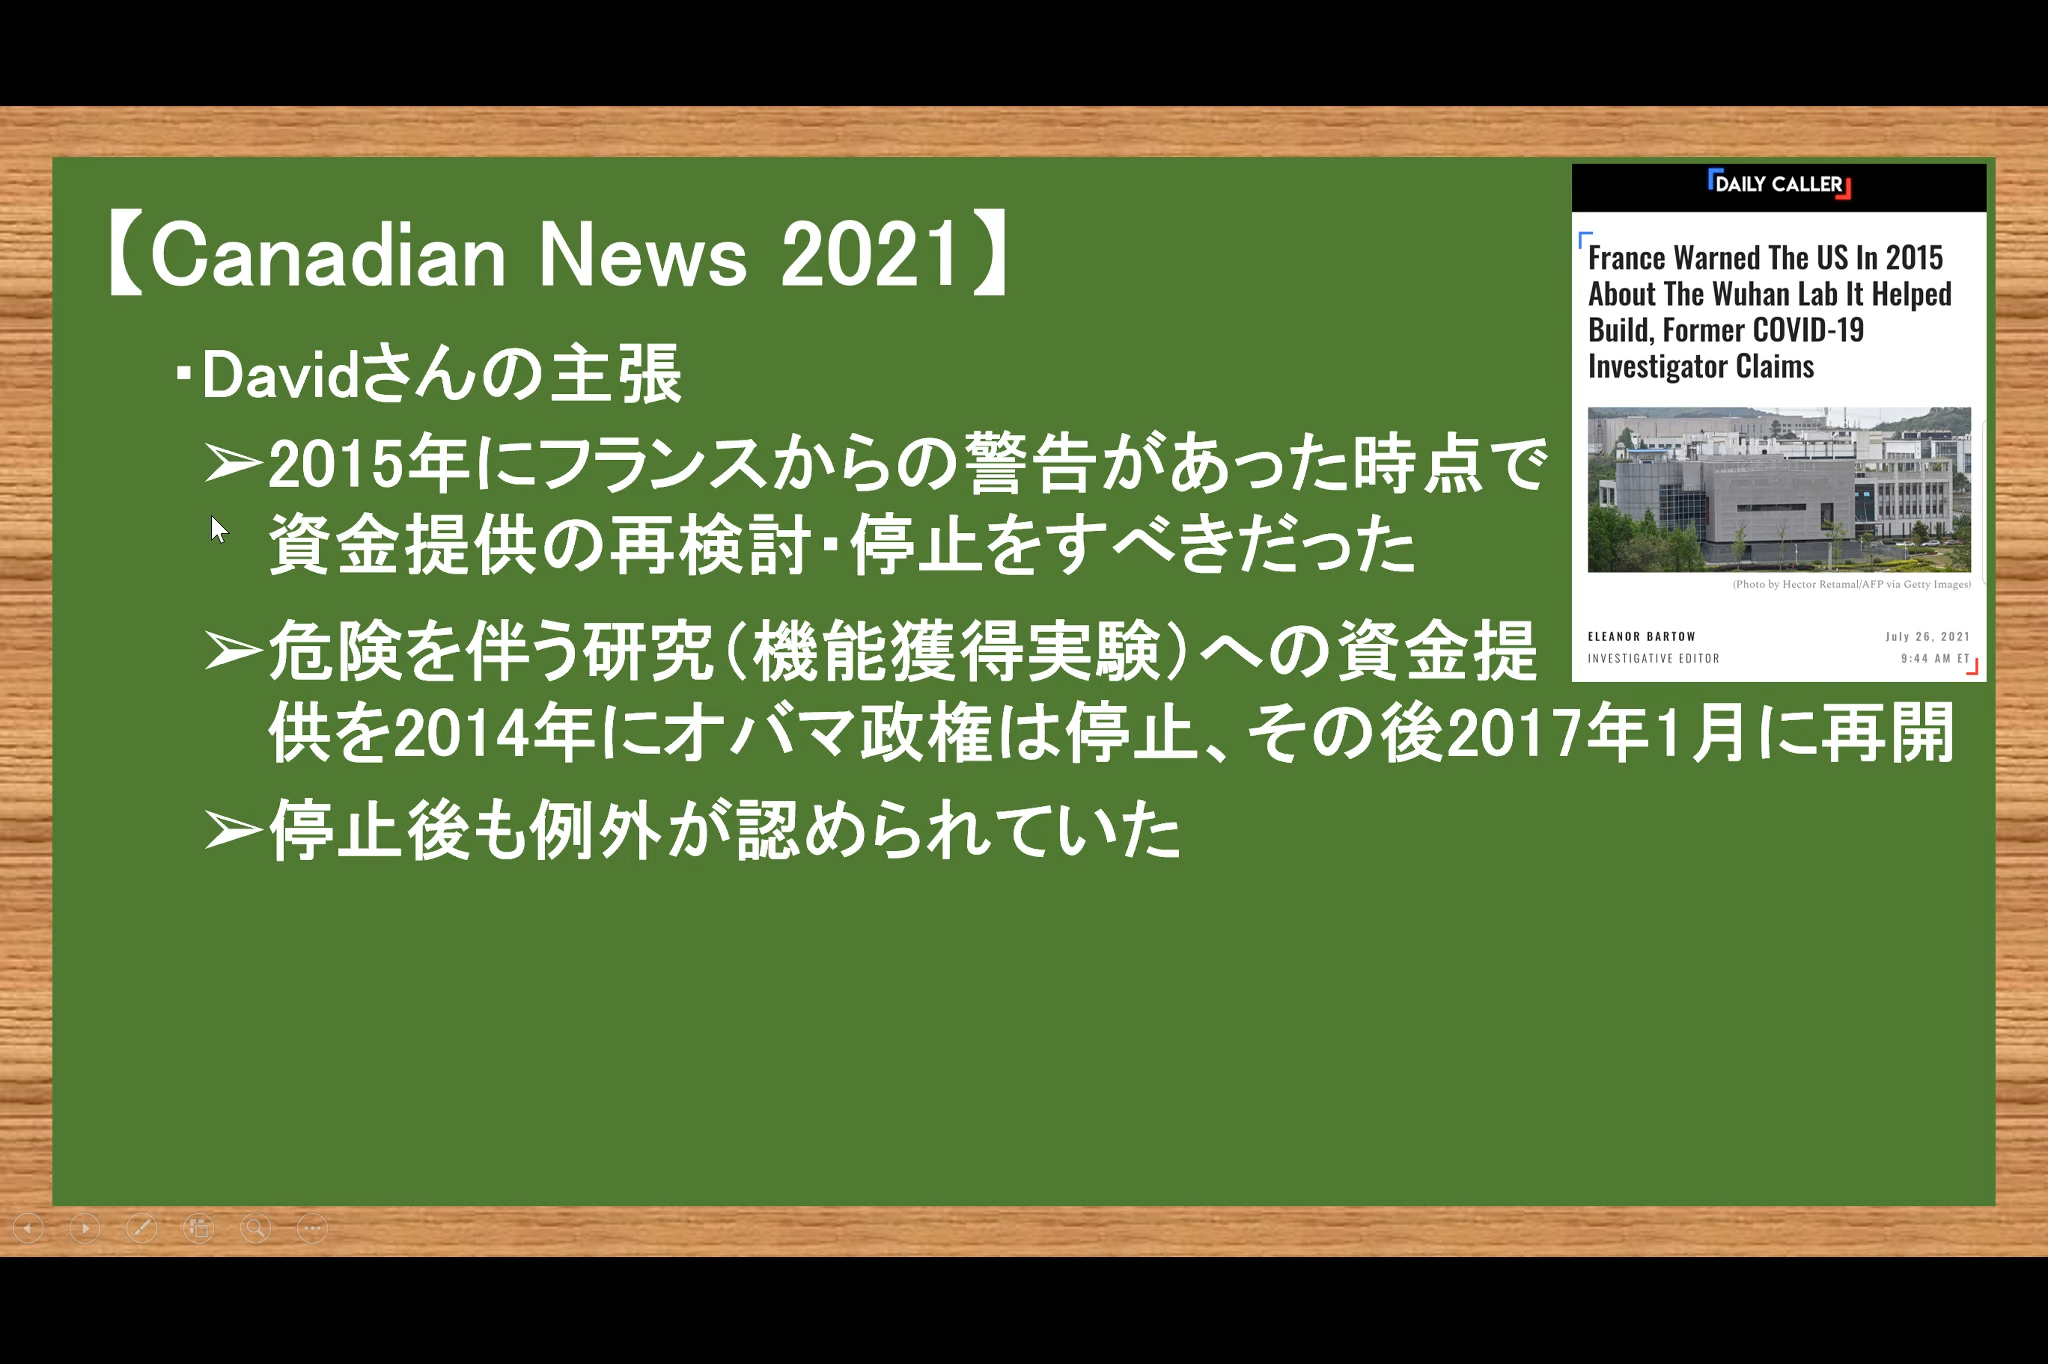 【Canadian News 2021】
・Davidさんの主張
➢2015年にフランスからの警告があった時点で
資金提供の再検討・停止をすべきだった
➢危険を伴う研究（機能獲得実験）への資金提
供を2014年にオバマ政権は停止、その後2017年1月に再開
➢停止後も例外が認められていた
DAILY CALLER
France Warned The US In 2015
About The Wuhan Lab It Helped
Build, Former COVID-19
Investigator Claims
(Photo by Hector Retamal/AFP via Getty Images)
ELEANOR BARTOW
INVESTIGATIVE EDITOR
July 26, 2021
9:44 AM ET